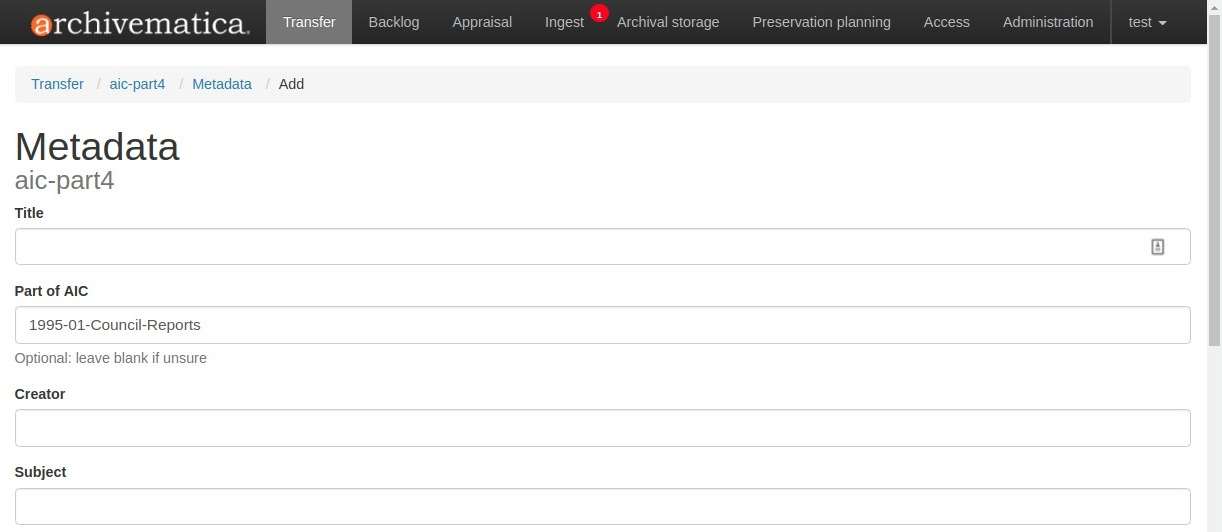 archivematica. Transfer Backlog Appraisal Ingest 1 Archival storage Preservation planning Access Administration test
Transfer / aic-part4 / Metadata / Add
Metadata
aic-part4
Title
Part of AIC
1995-01-Council-Reports
Optional: leave blank if unsure
Creator
Subject